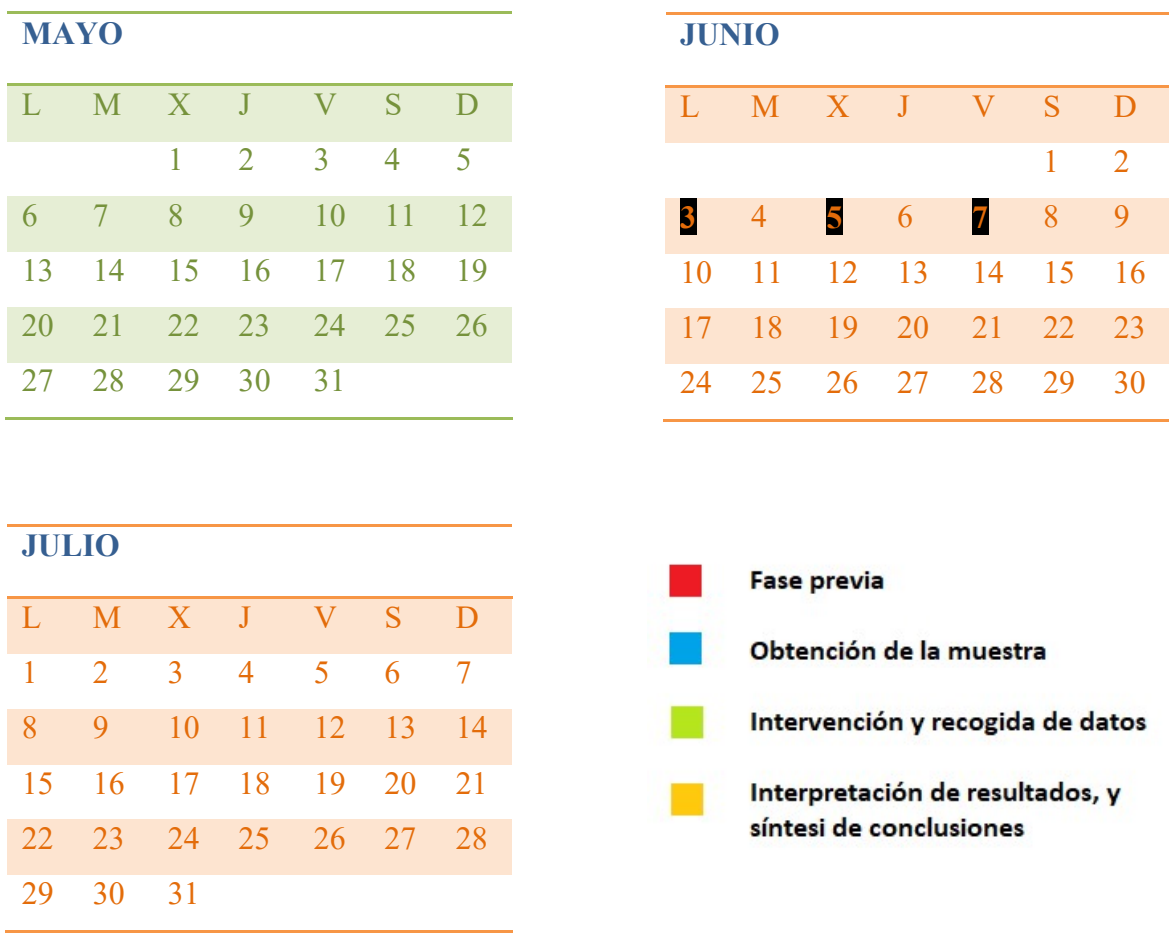 MAYO
L M X J V S D
1 2 3 4 5
6 7 8 9 10 11 12
13 14 15 16 17 18 19
20 21 22 23 24 25 26
27 28 29 30 31
JUNIO
L M X J V S D
1 2
3 4 5 6 7 8 9
10 11 12 13 14 15 16
17 18 19 20 21 22 23
24 25 26 27 28 29 30
JULIO
L M X J V S D
1 2 3 4 5 6 7
8 9 10 11 12 13 14
15 16 17 18 19 20 21
22 23 24 25 26 27 28
29 30 31
Fase previa
Obtención de la muestra
Intervención y recogida de datos
Interpretación de resultados, y
síntesi de conclusiones